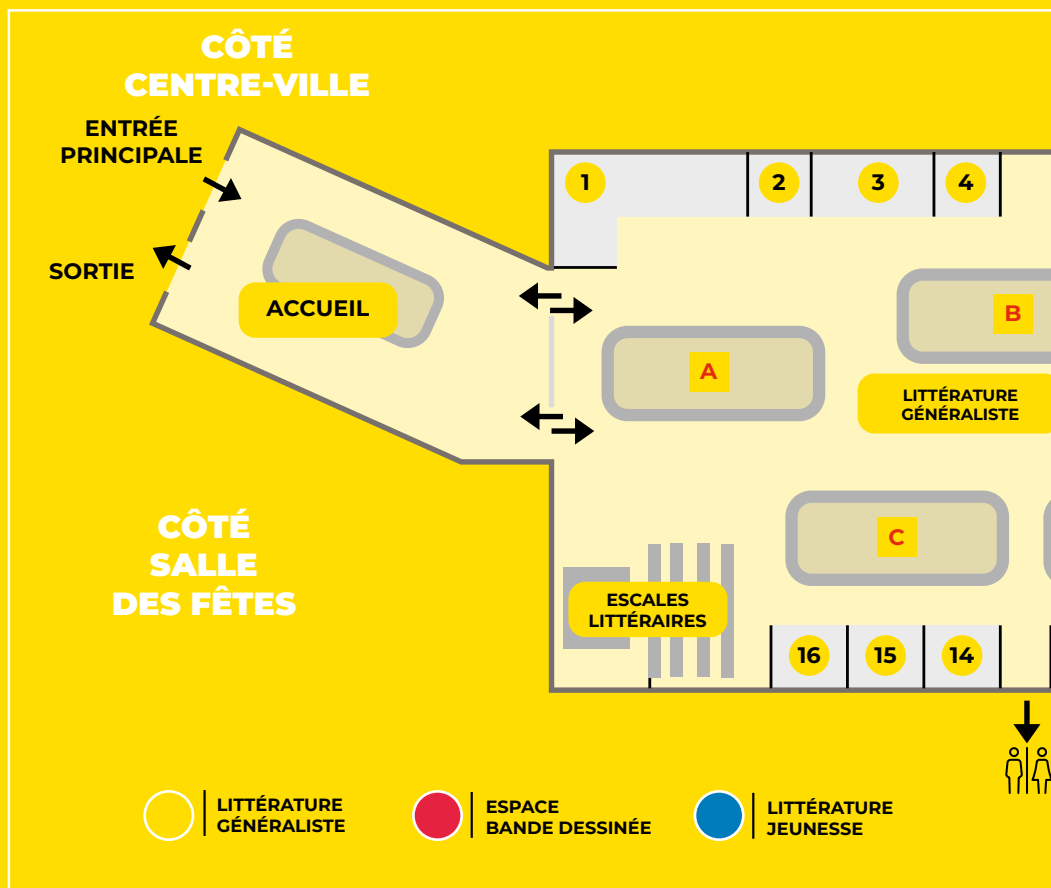 CÔTÉ
CENTRE-VILLE
ENTRÉE
PRINCIPALE
SORTIE
ACCUEIL
1
2
3
4
A
B
LITTÉRATURE
GÉNÉRALISTE
C
CÔTÉ
SALLE
DES FÊTES
ESCALES
LITTÉRAIRES
16
15
14
LITTÉRATURE
GÉNÉRALISTE
ESPACE
BANDE DESSINÉE
LITTÉRATURE
JEUNESSE